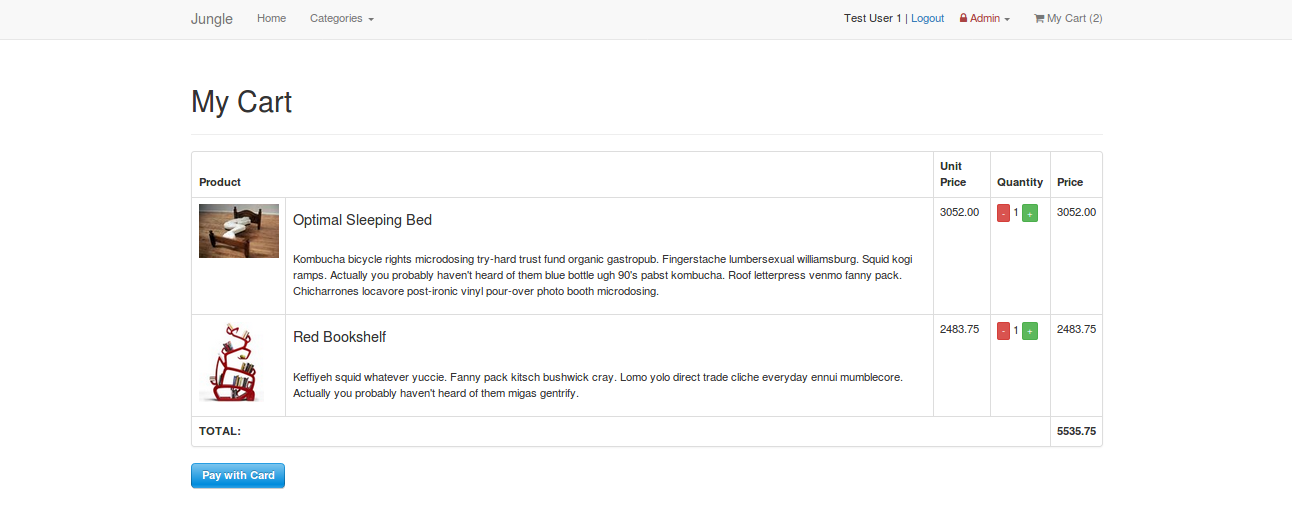 Jungle Home Categories Test User 1 | Logout Admin My Cart (2)
My Cart
Product Unit Price Quantity Price
Optimal Sleeping Bed 3052.00 - 1 + 3052.00
Kombucha bicycle rights microdosing try-hard trust fund organic gastropub. Fingerstache lumbersexual williamsburg. Squid kogi
ramps. Actually you probably haven't heard of them blue bottle ugh 90's pabst kombucha. Roof letterpress venmo fanny pack.
Chicharrones locavore post-ironic vinyl pour-over photo booth microdosing.
Red Bookshelf 2483.75 - 1 + 2483.75
Keffiyeh squid whatever yuccie. Fanny pack kitsch bushwick cray. Lomo yolo direct trade cliche everyday ennui mumblecore.
Actually you probably haven't heard of them migas gentrify.
TOTAL: 5535.75
Pay with Card